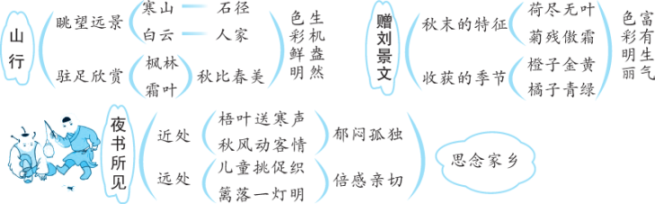 山行
眺望远景
寒山 石径
白云 人家
驻足欣赏
枫林
霜叶
秋比春美
色彩鲜明
生机盎然
赠刘景文
秋末的特征
荷尽无叶
菊残傲霜
收获的季节
橙子金黄
橘子青绿
色彩明丽
富有生气
夜书所见
近处
梧叶送寒声
秋风动客情
郁闷孤独
远处
儿童挑促织
篱落一灯明
倍感亲切
思念家乡